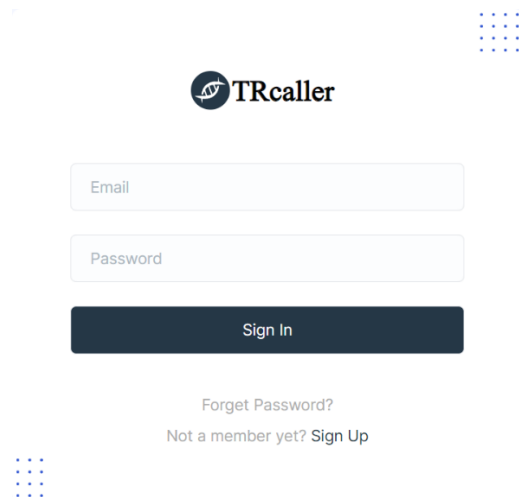 TRcaller
Email
Password
Sign In
Forget Password?
Not a member yet? Sign Up